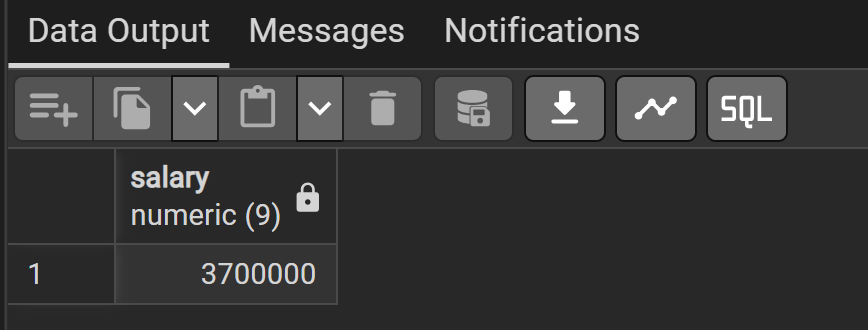 Data Output Messages Notifications
SQL
salary
numeric (9)
1 3700000